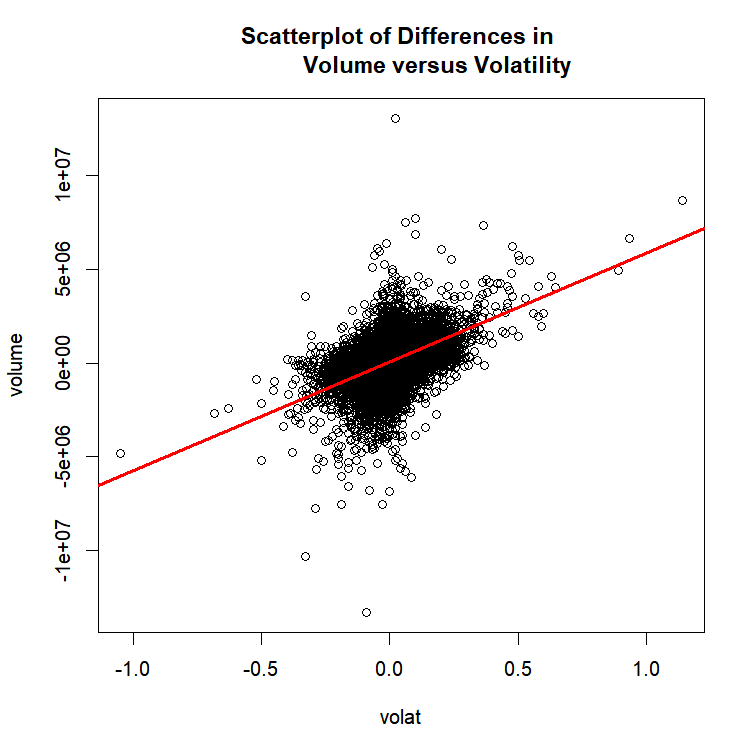 Scatterplot of Differences in
Volume versus Volatility
1e+07
5e+06
0e+00
-5e+06
-1e+07
volume
-1.0 -0.5 0.0 0.5 1.0
volat